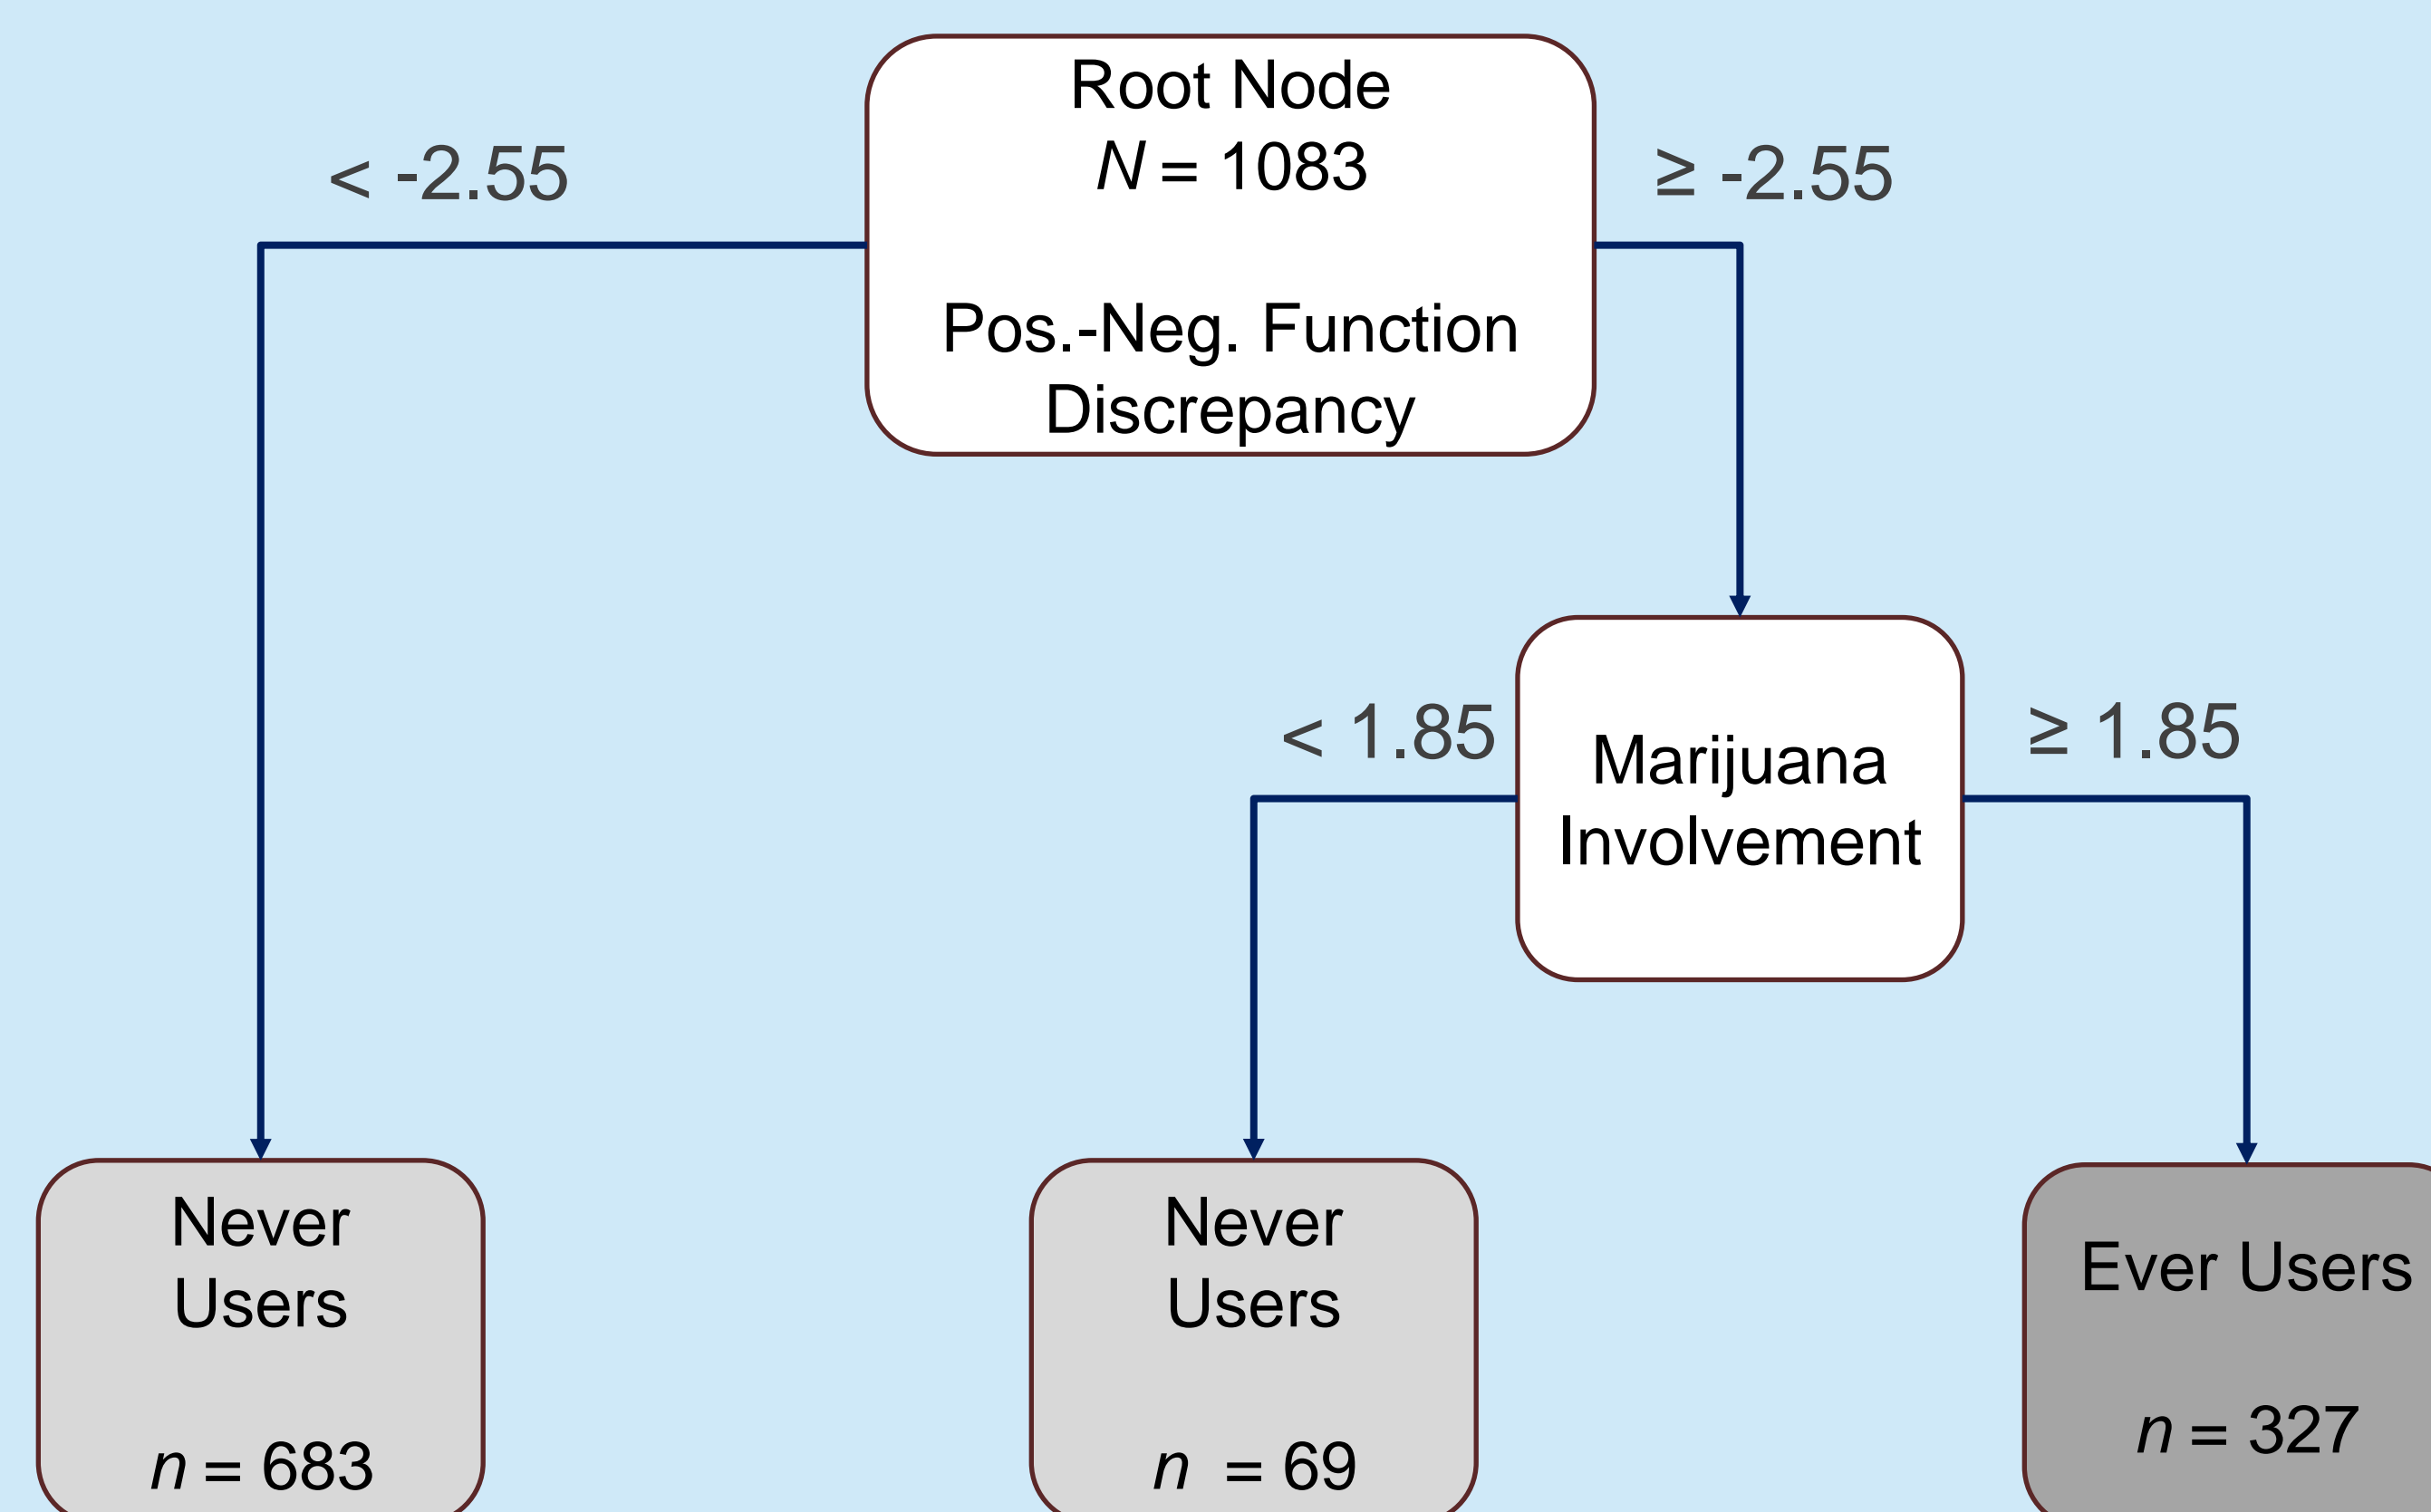 Root Node
N = 1083
Pos.-Neg. Function
Discrepancy
< -2.55
≥ -2.55
Marijuana
Involvement
< 1.85
≥ 1.85
Never
Users
n = 683
Never
Users
n = 69
Ever Users
n = 327